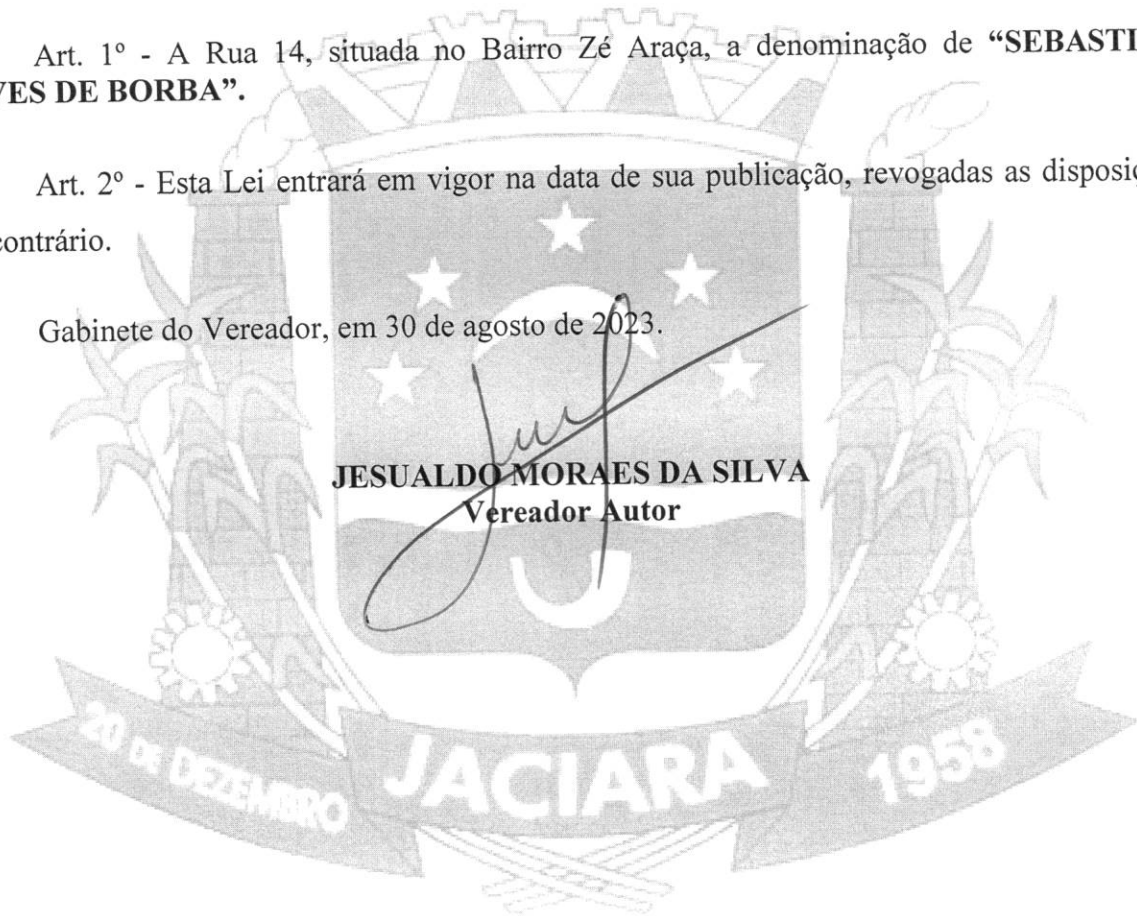 Art. 1º - A Rua 14, situada no Bairro Zé Araça, a denominação de “SEBASTI
VES DE BORBA”.
Art. 2º - Esta Lei entrará em vigor na data de sua publicação, revogadas as disposiç
contrário.
Gabinete do Vereador, em 30 de agosto de 2023.
JESUALDO MORAES DA SILVA
Vereador Autor
20 DE DEZEMBRO
JACIARA
1958